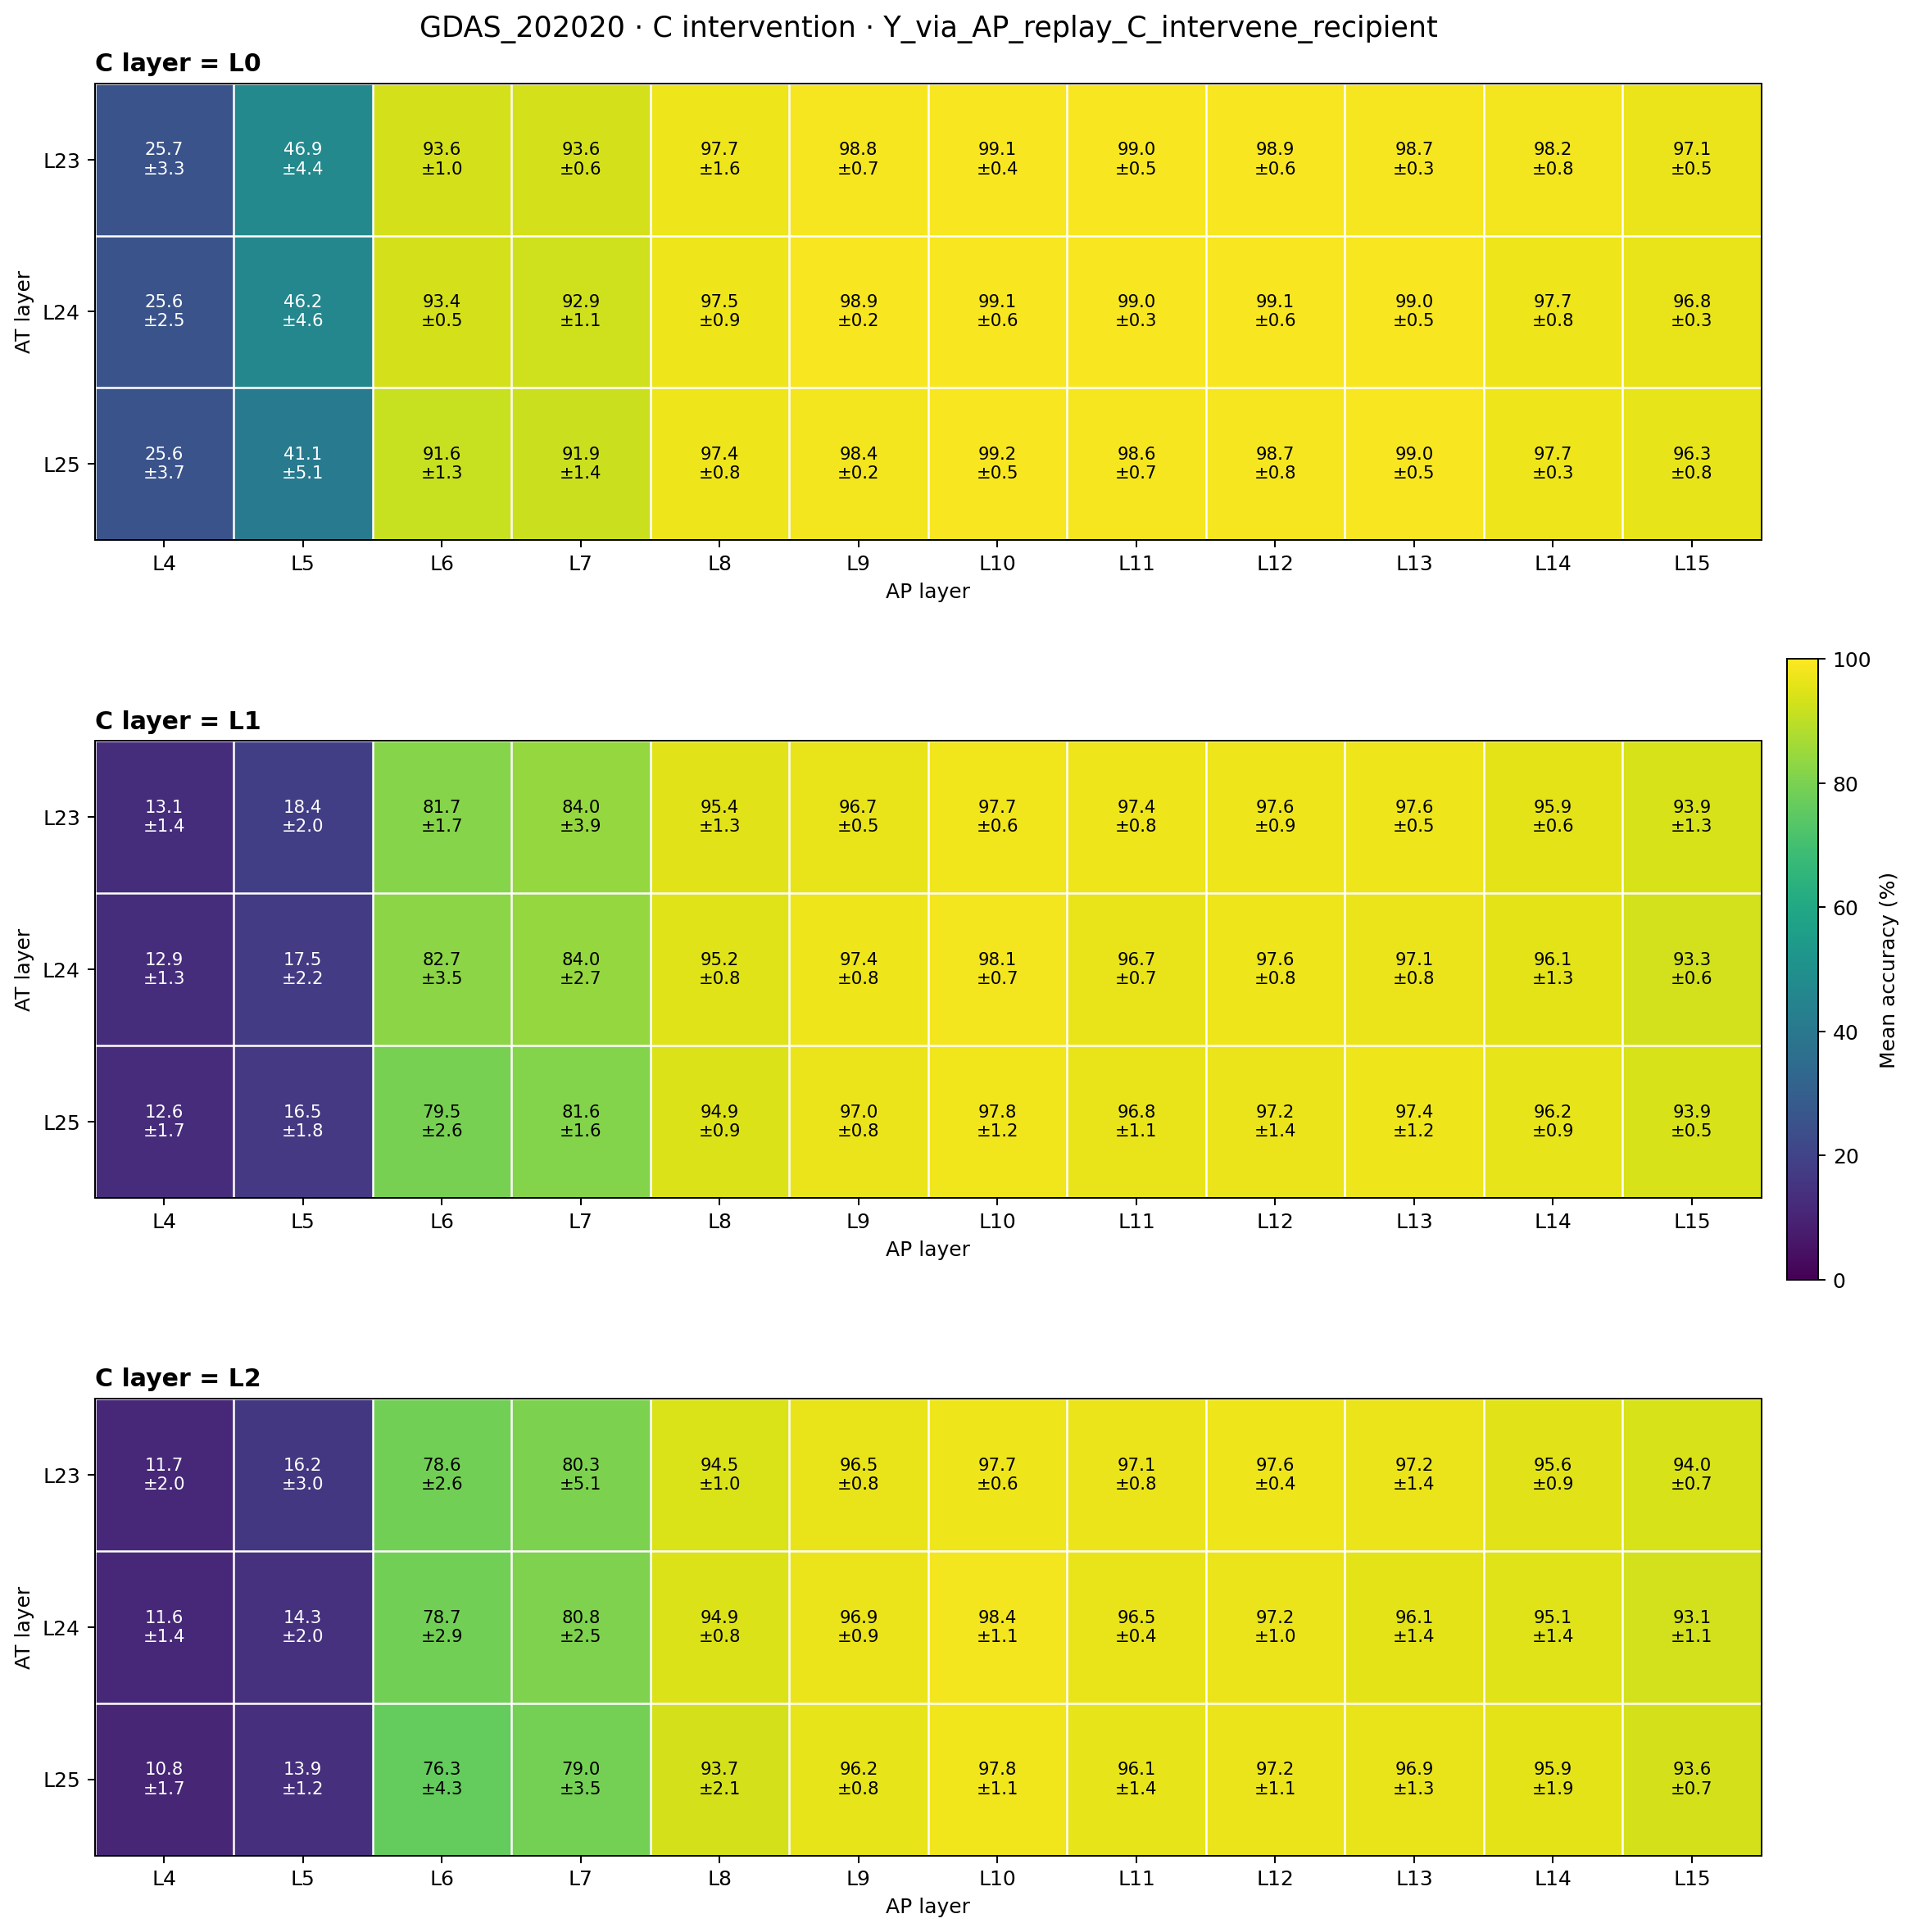 GDAS_202020 · C intervention · Y_via_AP_replay_C_intervene_recipient
C layer = L0
AT layer
L23
25.7 46.9 93.6 93.6 97.7 98.8 99.1 99.0 98.9 98.7 98.2 97.1
±3.3 ±4.4 ±1.0 ±0.6 ±1.6 ±0.7 ±0.4 ±0.5 ±0.6 ±0.3 ±0.8 ±0.5
L24
25.6 46.2 93.4 92.9 97.5 98.9 99.1 99.0 99.1 99.0 97.7 96.8
±2.5 ±4.6 ±0.5 ±1.1 ±0.9 ±0.2 ±0.6 ±0.3 ±0.6 ±0.5 ±0.8 ±0.3
L25
25.6 41.1 91.6 91.9 97.4 98.4 99.2 98.6 98.7 99.0 97.7 96.3
±3.7 ±5.1 ±1.3 ±1.4 ±0.8 ±0.2 ±0.5 ±0.7 ±0.8 ±0.5 ±0.3 ±0.8
L4 L5 L6 L7 L8 L9 L10 L11 L12 L13 L14 L15
AP layer
C layer = L1
AT layer
L23
13.1 18.4 81.7 84.0 95.4 96.7 97.7 97.4 97.6 97.6 95.9 93.9
±1.4 ±2.0 ±1.7 ±3.9 ±1.3 ±0.5 ±0.6 ±0.8 ±0.9 ±0.5 ±0.6 ±1.3
L24
12.9 17.5 82.7 84.0 95.2 97.4 98.1 96.7 97.6 97.1 96.1 93.3
±1.3 ±2.2 ±3.5 ±2.7 ±0.8 ±0.8 ±0.7 ±0.7 ±0.8 ±0.8 ±1.3 ±0.6
L25
12.6 16.5 79.5 81.6 94.9 97.0 97.8 96.8 97.2 97.4 96.2 93.9
±1.7 ±1.8 ±2.6 ±1.6 ±0.9 ±0.8 ±1.2 ±1.1 ±1.4 ±1.2 ±0.9 ±0.5
L4 L5 L6 L7 L8 L9 L10 L11 L12 L13 L14 L15
AP layer
C layer = L2
AT layer
L23
11.7 16.2 78.6 80.3 94.5 96.5 97.7 97.1 97.6 97.2 95.6 94.0
±2.0 ±3.0 ±2.6 ±5.1 ±1.0 ±0.8 ±0.6 ±0.8 ±0.4 ±1.4 ±0.9 ±0.7
L24
11.6 14.3 78.7 80.8 94.9 96.9 98.4 96.5 97.2 96.1 95.1 93.1
±1.4 ±2.0 ±2.9 ±2.5 ±0.8 ±0.9 ±1.1 ±0.4 ±1.0 ±1.4 ±1.4 ±1.1
L25
10.8 13.9 76.3 79.0 93.7 96.2 97.8 96.1 97.2 96.9 95.9 93.6
±1.7 ±1.2 ±4.3 ±3.5 ±2.1 ±0.8 ±1.1 ±1.4 ±1.1 ±1.3 ±1.9 ±0.7
L4 L5 L6 L7 L8 L9 L10 L11 L12 L13 L14 L15
AP layer
100
80
60
40
20
0
Mean accuracy (%)